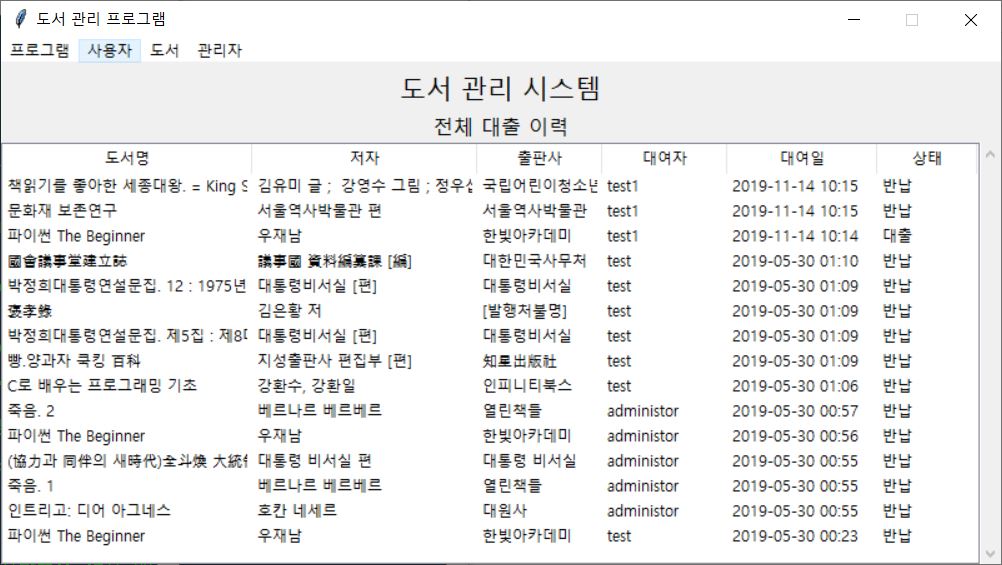 도서 관리 프로그램
프로그램 사용자 도서 관리자
도서 관리 시스템
전체 대출 이력
도서명 저자 출판사 대여자 대여일 상태
책읽기를 좋아한 세종대왕. = King S 김유미 글 ; 강영수 그림 ; 정우 국립어린이청소년 test1 2019-11-14 10:15 반납
문화재 보존연구 서울역사박물관 편 서울역사박물관 test1 2019-11-14 10:15 반납
파이썬 The Beginner 우재남 한빛아카데미 test1 2019-11-14 10:14 대출
國會議事堂建立誌 議事國 資料編纂課 [編] 대한민국사무처 test 2019-05-30 01:10 반납
박정희대통령연설문집. 12 : 1975년 대통령비서실 [편] 대통령비서실 test 2019-05-30 01:09 반납
褒孝錄 김은황 저 [발행처불명] test 2019-05-30 01:09 반납
박정희대통령연설문집. 제5집 : 제8대 대통령비서실 [편] 대통령비서실 test 2019-05-30 01:09 반납
빵.양과자 쿡킹 百科 지성출판사 편집부 [편] 知星出版社 test 2019-05-30 01:09 반납
C로 배우는 프로그래밍 기초 강환수, 강환일 인피니티북스 test 2019-05-30 01:06 반납
죽음. 2 베르나르 베르베르 열린책들 administor 2019-05-30 00:57 반납
파이썬 The Beginner 우재남 한빛아카데미 administor 2019-05-30 00:56 반납
(協力과 同伴의 새時代)全斗煥 大統領 대통령 비서실 편 대통령 비서실 administor 2019-05-30 00:55 반납
죽음. 1 베르나르 베르베르 열린책들 administor 2019-05-30 00:55 반납
인트리고: 디어 아그네스 호칸 네세르 대원사 administor 2019-05-30 00:55 반납
파이썬 The Beginner 우재남 한빛아카데미 test 2019-05-30 00:23 반납